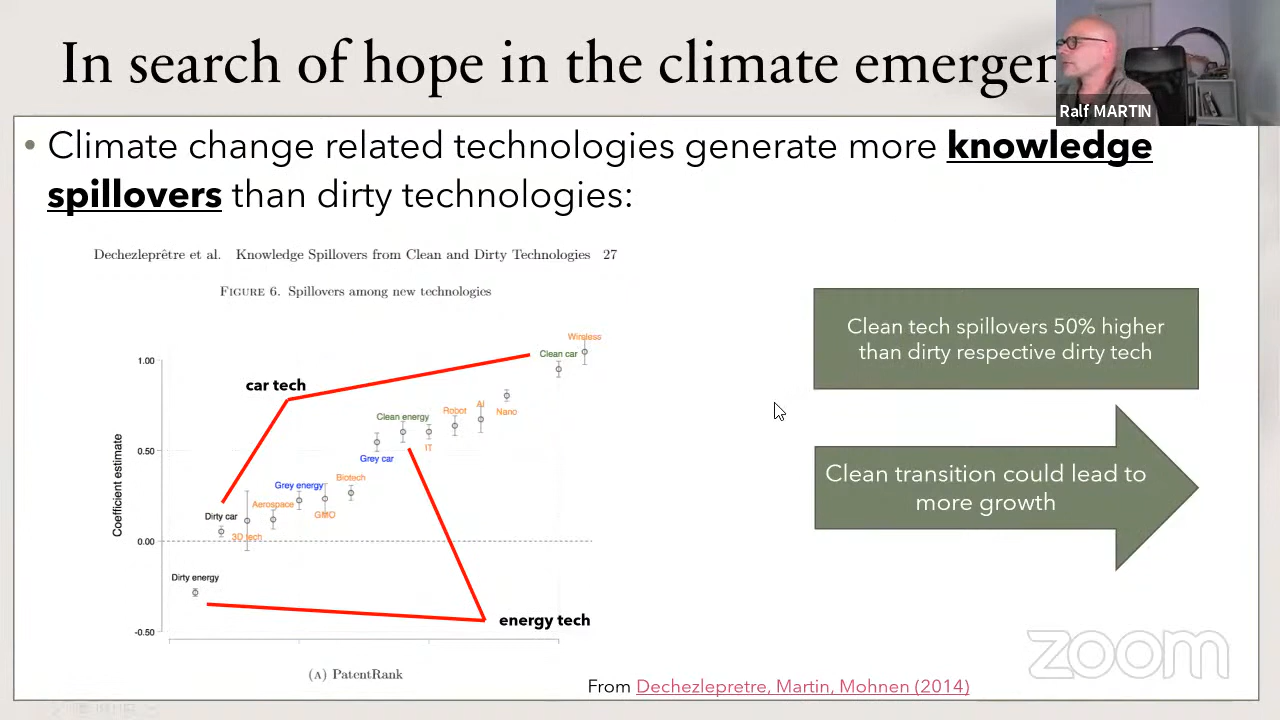 In search of hope in the climate emergen
Ralf MARTIN
• Climate change related technologies generate more knowledge
spillovers than dirty technologies:
Dechezleprêtre et al. Knowledge Spillovers from Clean and Dirty Technologies 27
FIGURE 6. Spillovers among new technologies
Clean tech spillovers 50% higher
than dirty respective dirty tech
Clean transition could lead to
more growth
Coefficient estimate
1.00
0.50
0.00
-0.50
car tech
energy tech
Dirty energy
Dirty car
3D tech
Aerospace
Grey energy
GMO
Biotech
Grey car
Clean energy
IT
Robot
AI
Nano
Clean car
Wireless
(A) PatentRank
From Dechezlepretre, Martin, Mohnen (2014)
zoom